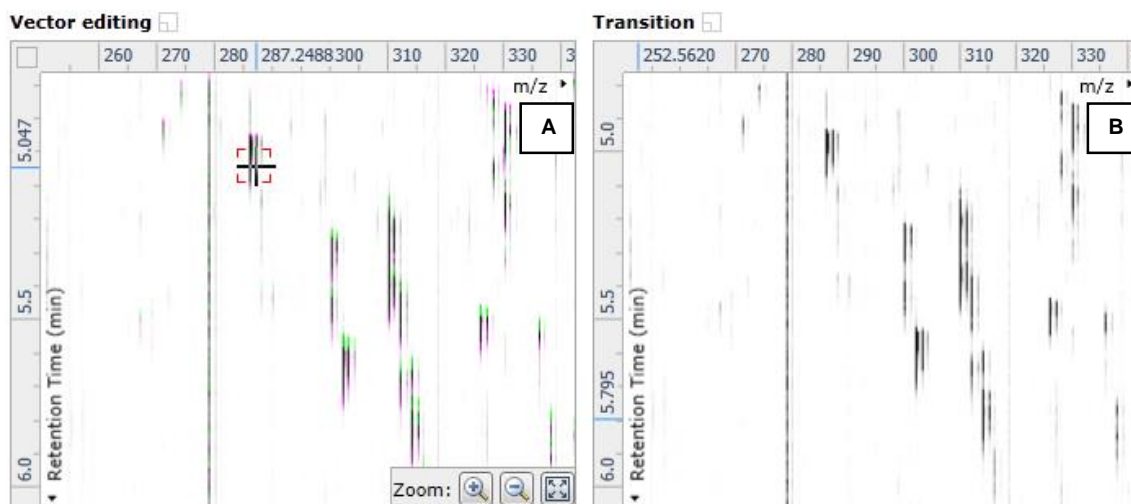 Vector editing
260 270 280 287.2488 300 310 320 330 3
m/z
A
5.047
5.5
6.0
Retention Time (min)
Zoom:
Transition
252.5620 270 280 290 300 310 320 330
m/z
B
5.0
5.5
5.795
6.0
Retention Time (min)